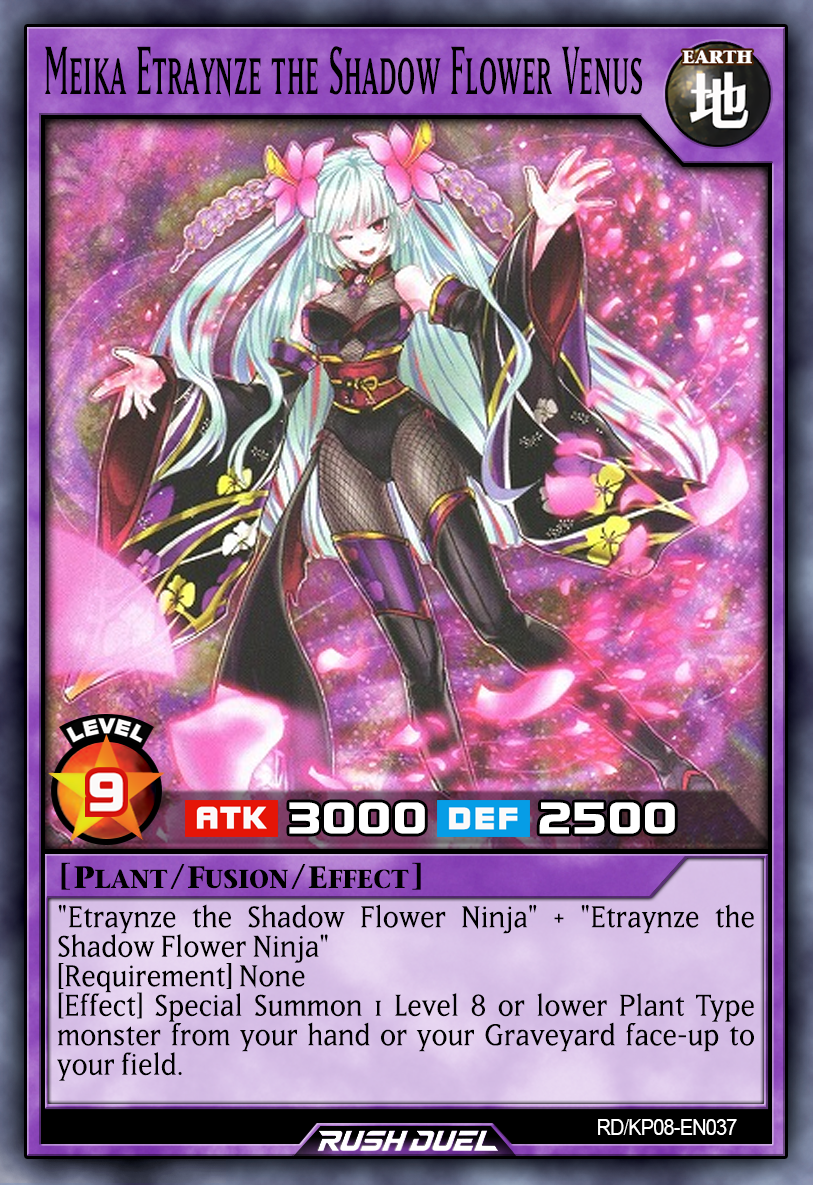 Meika Etraynze the Shadow Flower Venus
EARTH
地
LEVEL
9
ATK 3000 DEF 2500
[Plant/Fusion/Effect]
"Etraynze the Shadow Flower Ninja" + "Etraynze the
Shadow Flower Ninja"
[Requirement] None
[Effect] Special Summon 1 Level 8 or lower Plant Type
monster from your hand or your Graveyard face-up to
your field.
RD/KP08-EN037
RUSH DUEL